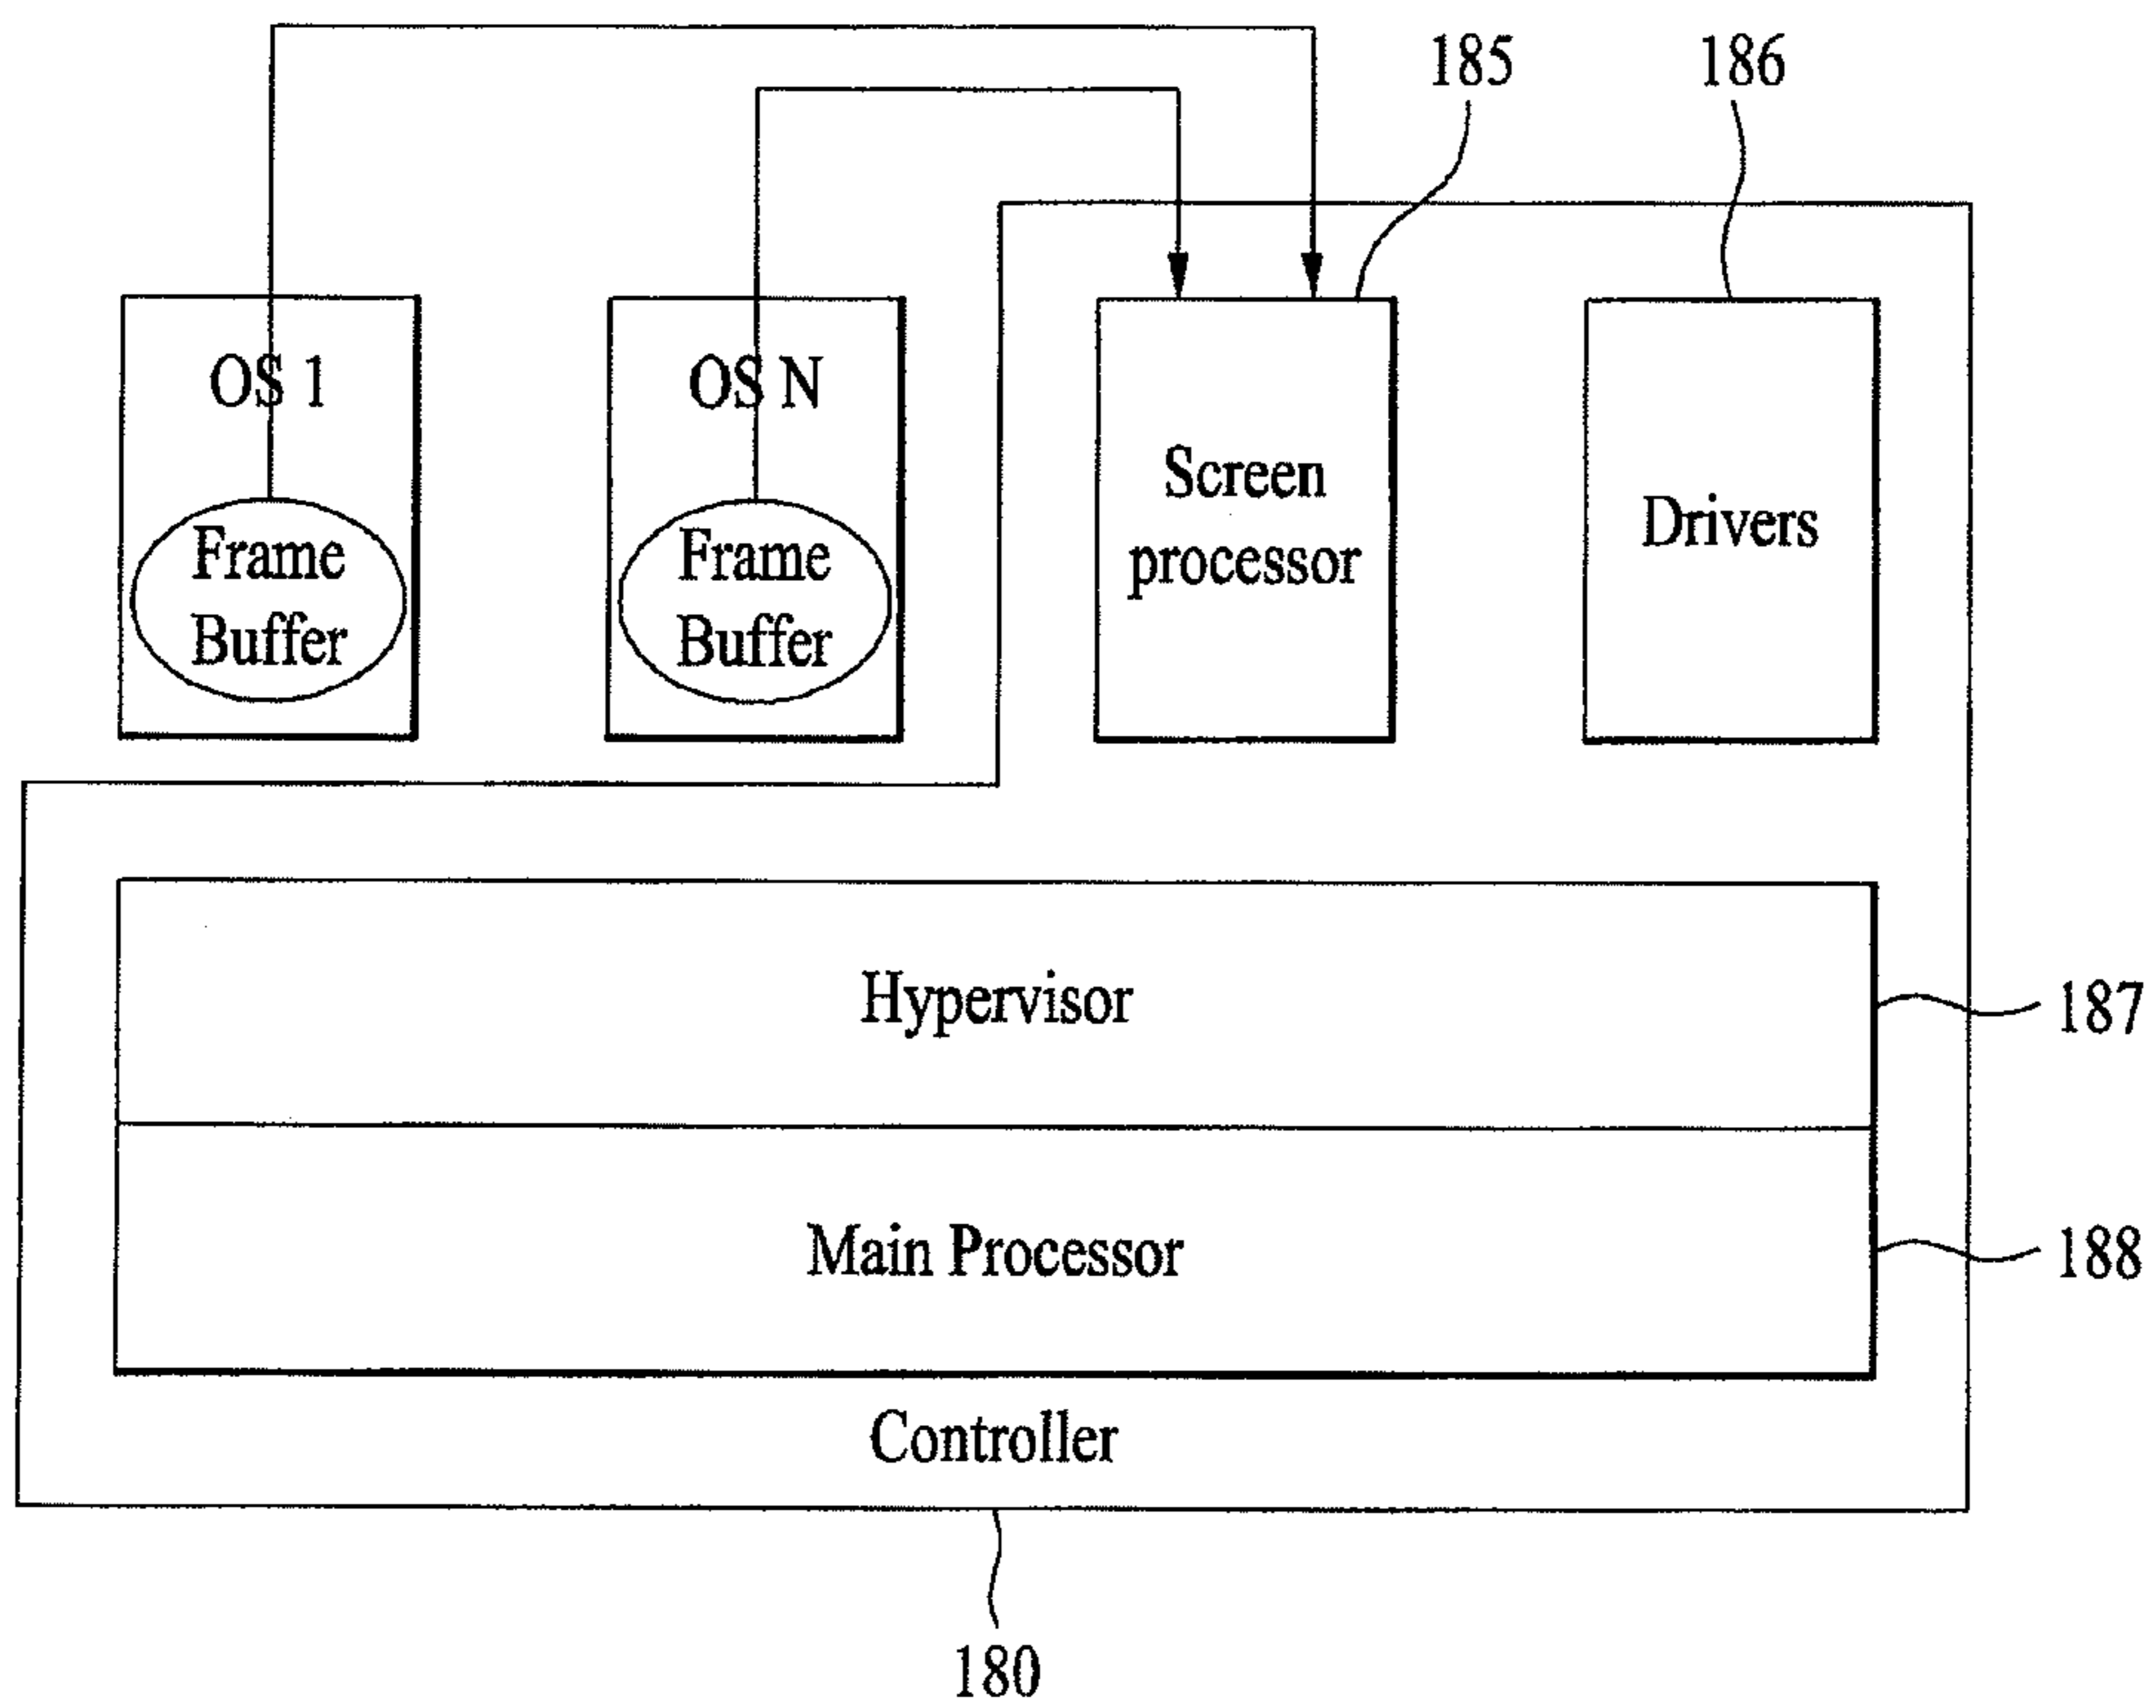 185
186
OS 1
OS N
Frame
Buffer
Frame
Buffer
Screen
processor
Drivers
Hypervisor
187
Main Processor
188
Controller
180